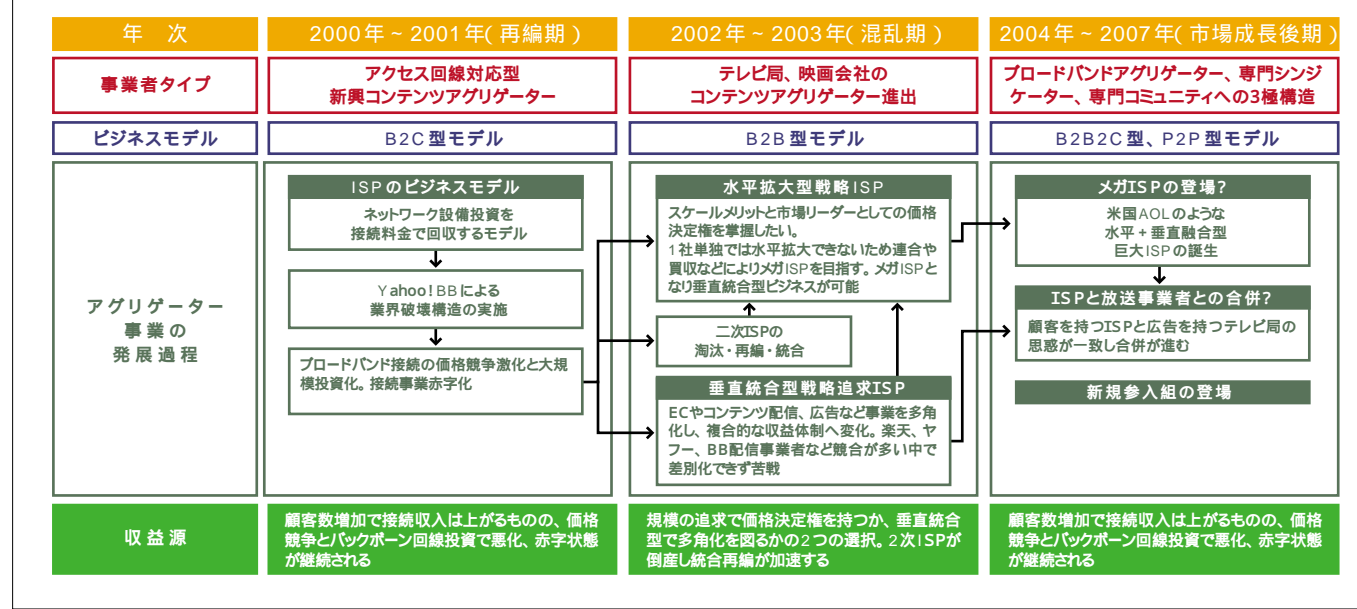 年　次
2000年～2001年(再編期)
2002年～2003年(混乱期)
2004年～2007年(市場成長後期)
事業者タイプ
アクセス回線対応型
新興コンテンツアグリゲーター
テレビ局、映画会社の
コンテンツアグリゲーター進出
ブロードバンドアグリゲーター、専門シンジ
ケーター、専門コミュニティへの3極構造
ビジネスモデル
B2C型モデル
B2B型モデル
B2B2C型、P2P型モデル
アグリゲーター
事業の
発展過程
ISPのビジネスモデル
ネットワーク設備投資を
接続料金で回収するモデル
Yahoo!BBによる
業界破壊構造の実施
ブロードバンド接続の価格競争激化と大規
模投資化。接続事業赤字化
水平拡大型戦略ISP
スケールメリットと市場リーダーとしての価格
決定権を掌握したい。
1社単独では水平拡大できないため連合や
買収などによりメガISPを目指す。メガISPと
なり垂直統合型ビジネスが可能
二次ISPの
淘汰・再編・統合
垂直統合型戦略追求ISP
ECやコンテンツ配信、広告など事業を多角
化し、複合的な収益体制へ変化。楽天、ヤ
フー、BB配信事業者など競合が多い中で
差別化できず苦戦
メガISPの登場?
米国AOLのような
水平+垂直融合型
巨大ISPの誕生
ISPと放送事業者との合併?
顧客を持つISPと広告を持つテレビ局の
思惑が一致し合併が進む
新規参入組の登場
収益源
顧客数増加で接続収入は上がるものの、価格
競争とバックボーン回線投資で悪化、赤字状態
が継続される
規模の追求で価格決定権を持つか、垂直統合
型で多角化を図るかの2つの選択。2次ISPが
倒産し統合再編が加速する
顧客数増加で接続収入は上がるものの、価格
競争とバックボーン回線投資で悪化、赤字状態
が継続される